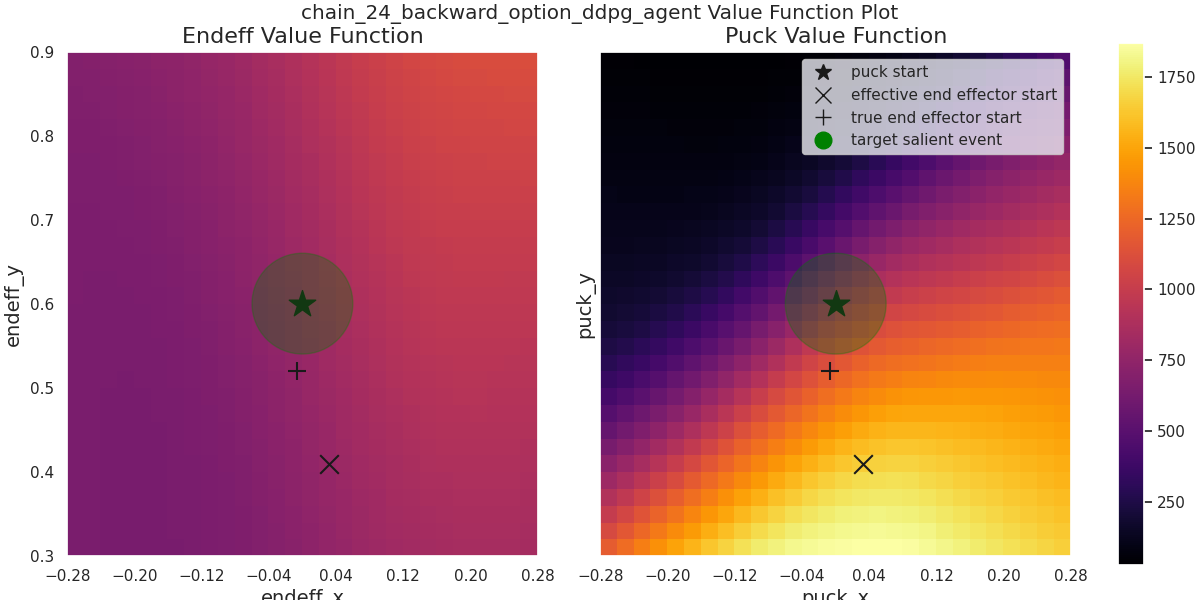 chain_24_backward_option_ddpg_agent Value Function Plot
Endeff Value Function
Puck Value Function
puck start
effective end effector start
true end effector start
target salient event
endeff_y
0.9
0.8
0.7
0.6
0.5
0.4
0.3
−0.28 −0.20 −0.12 −0.04 0.04 0.12 0.20 0.28
endeff_x
puck_y
−0.28 −0.20 −0.12 −0.04 0.04 0.12 0.20 0.28
puck_x
1750
1500
1250
1000
750
500
250